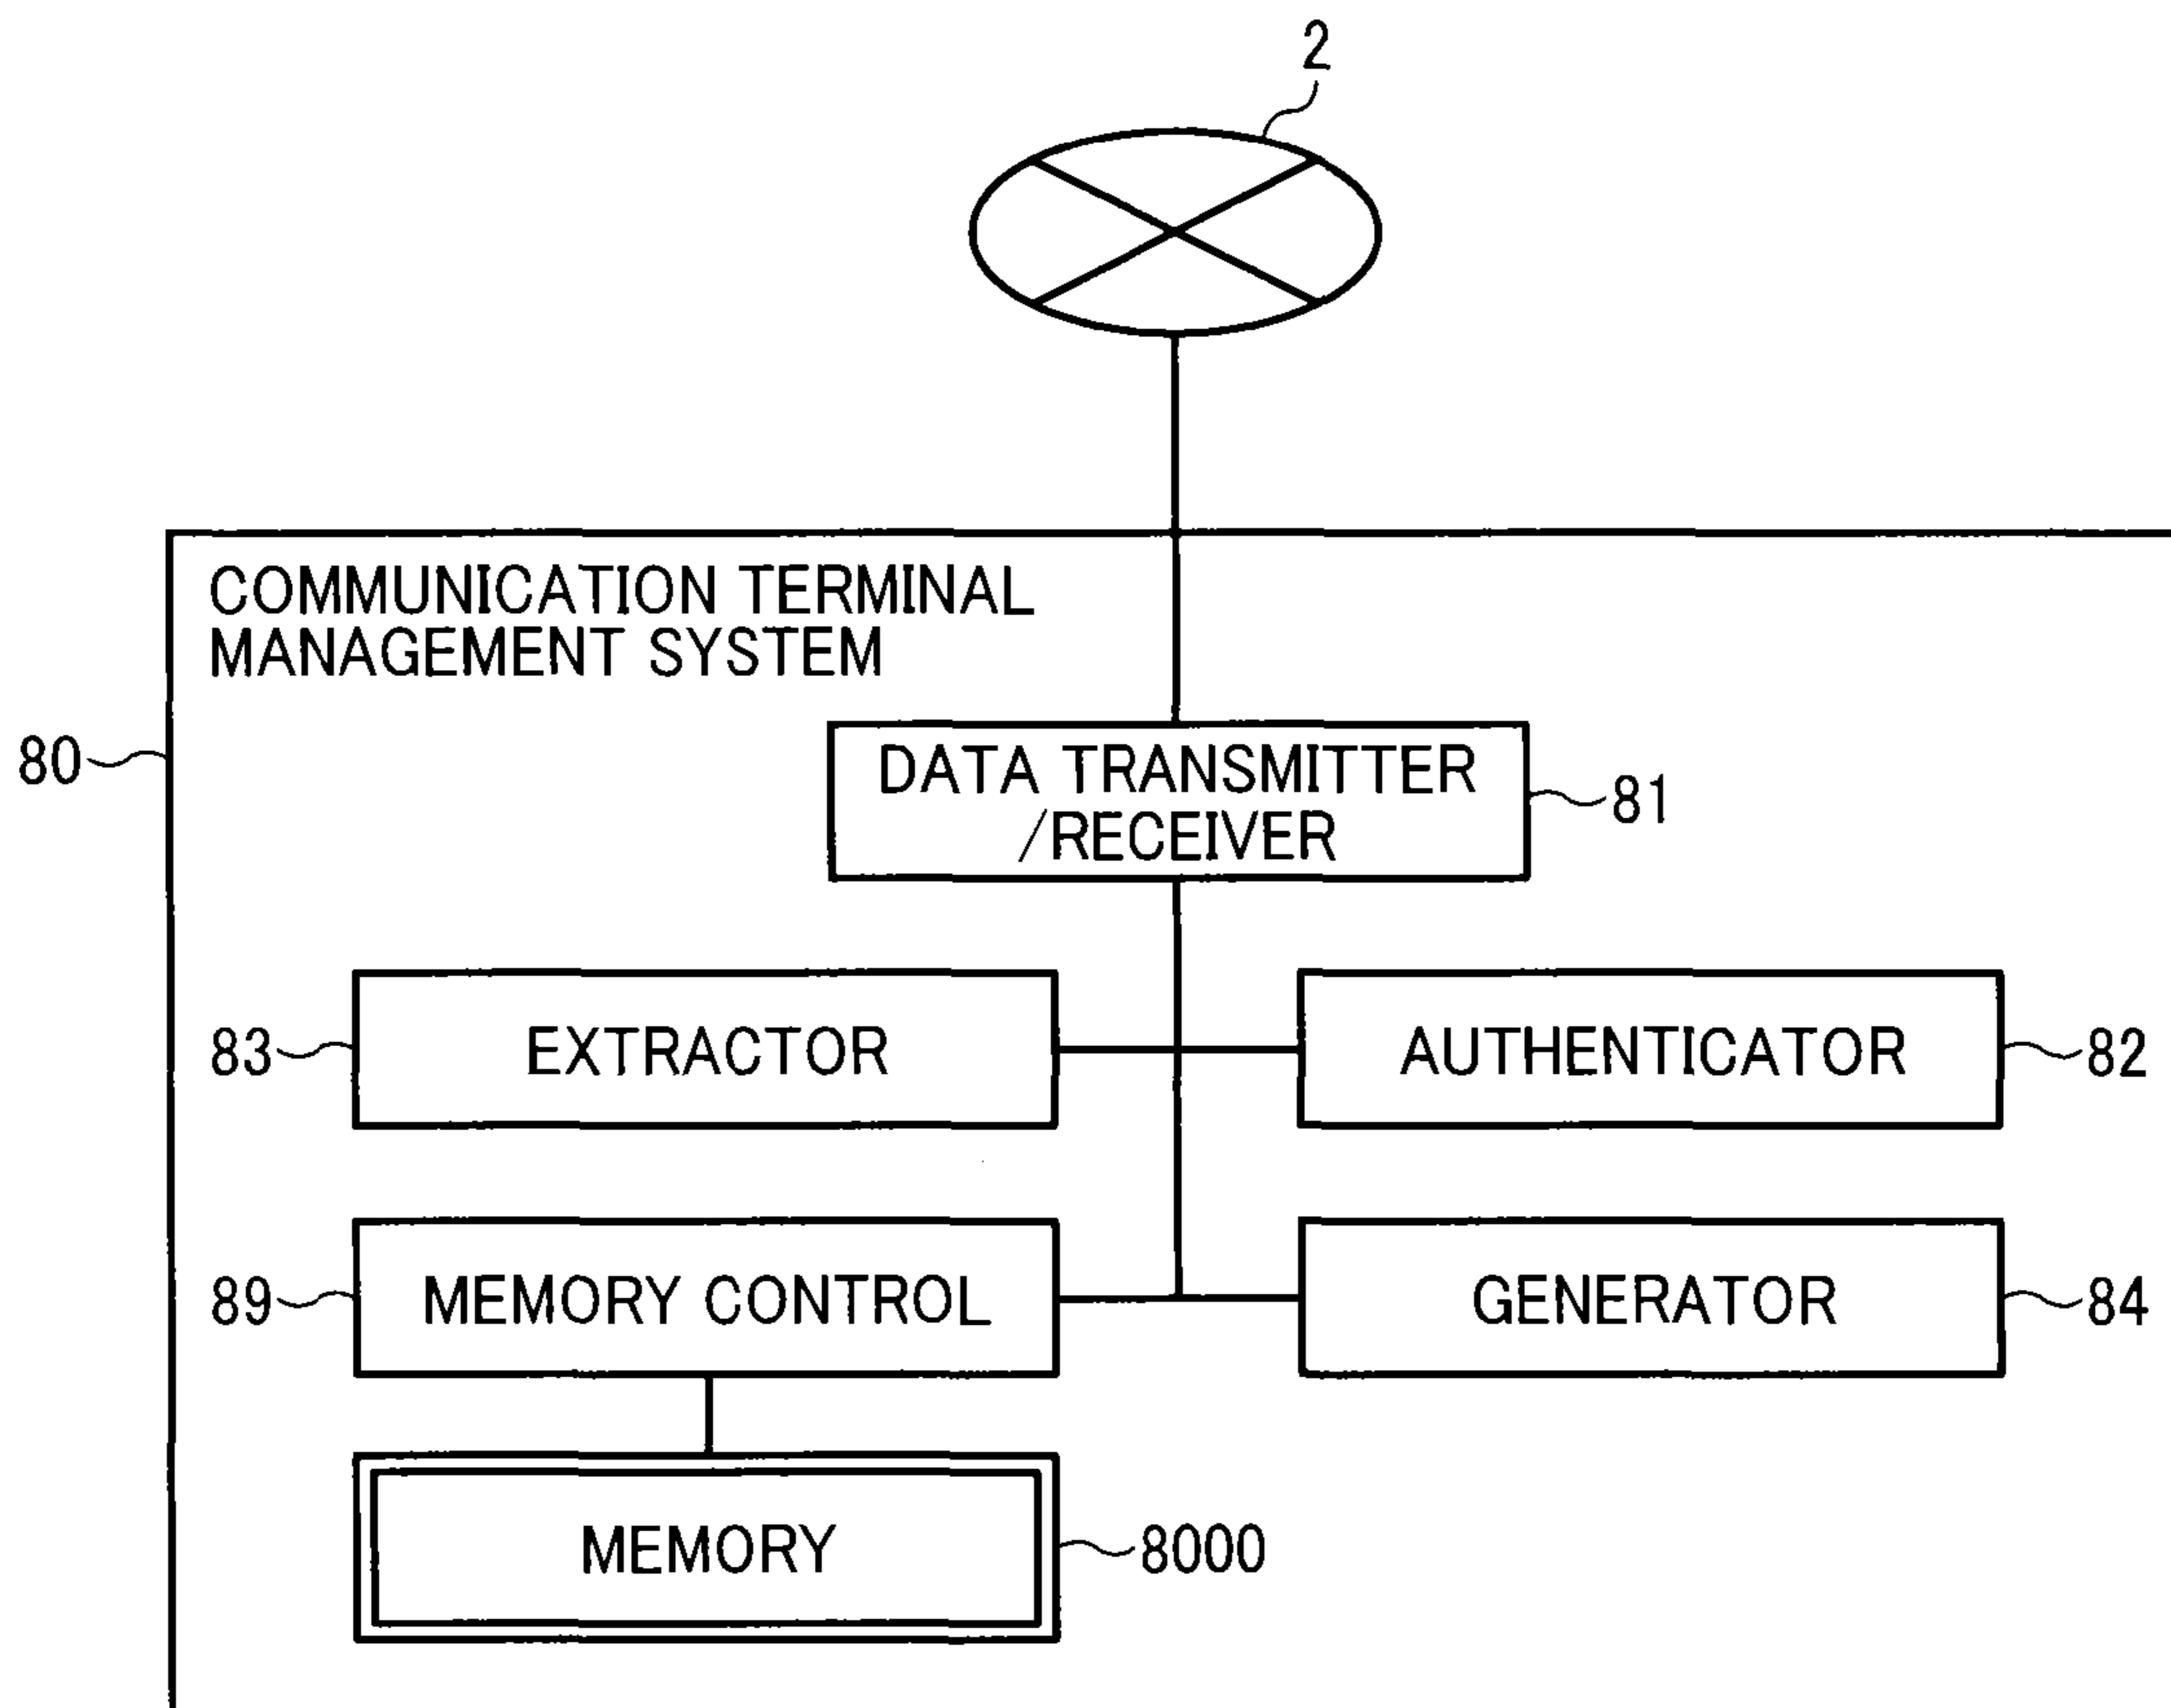 2
COMMUNICATION TERMINAL
MANAGEMENT SYSTEM
80
DATA TRANSMITTER
/RECEIVER
81
83
EXTRACTOR
AUTHENTICATOR
82
89
MEMORY CONTROL
GENERATOR
84
MEMORY
8000